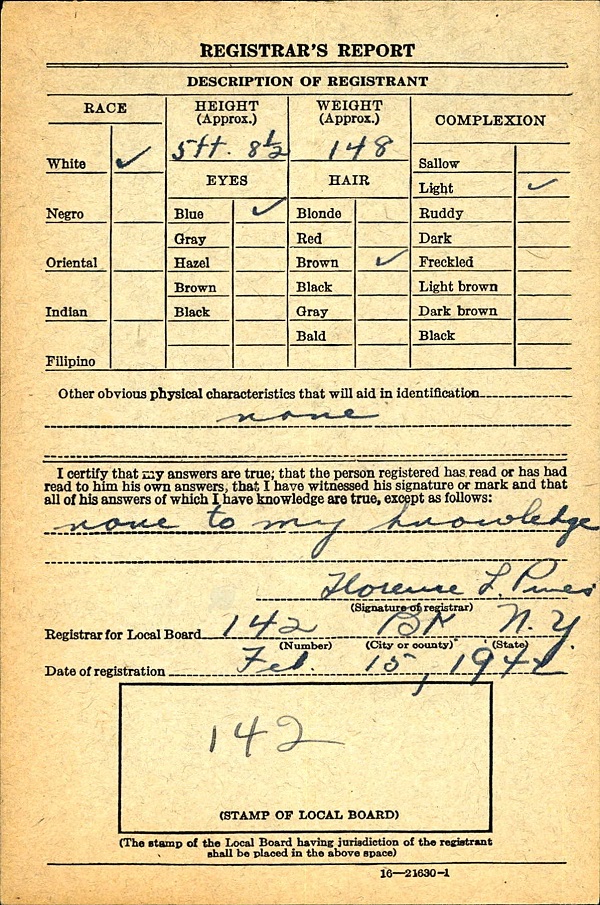 REGISTRAR'S REPORT
DESCRIPTION OF REGISTRANT
RACE
HEIGHT
(Approx.)
WEIGHT
(Approx.)
COMPLEXION
5 ft. 8½
148
White ✓
EYES
HAIR
Sallow
Light ✓
Negro
Blue ✓
Blonde
Ruddy
Gray
Red
Dark
Oriental
Hazel
Brown ✓
Freckled
Brown
Black
Light brown
Indian
Black
Gray
Dark brown
Bald
Black
Filipino
Other obvious physical characteristics that will aid in identification
none
I certify that my answers are true; that the person registered has read or has had
read to him his own answers, that I have witnessed his signature or mark and that
all of his answers of which I have knowledge are true, except as follows:
none to my knowledge
Florence L.
(Signature of registrar)
Registrar for Local Board 142 N.Y.
(Number) (City or county) (State)
Date of registration Feb. 15, 1942
142
(STAMP OF LOCAL BOARD)
(The stamp of the Local Board having jurisdiction of the registrant
shall be placed in the above space)
16—21630-1